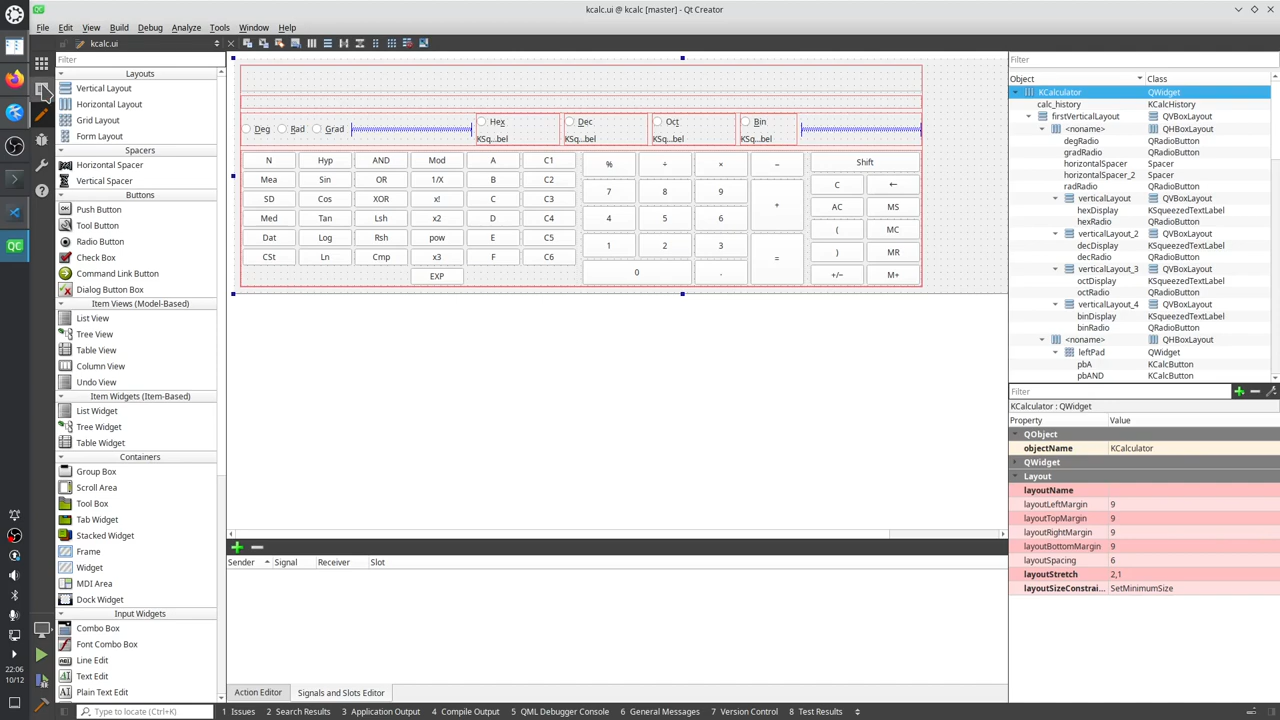 kcalc.ui @ kcalc [master] - Qt Creator
File Edit View Build Debug Analyze Tools Window Help
kcalc.ui
Filter
Layouts
Vertical Layout
Horizontal Layout
Grid Layout
Form Layout
Spacers
Horizontal Spacer
Vertical Spacer
Buttons
Push Button
Tool Button
Radio Button
Check Box
Command Link Button
Dialog Button Box
Item Views (Model-Based)
List View
Tree View
Table View
Column View
Undo View
Item Widgets (Item-Based)
List Widget
Tree Widget
Table Widget
Containers
Group Box
Scroll Area
Tool Box
Tab Widget
Stacked Widget
Frame
Widget
MDI Area
Dock Widget
Input Widgets
Combo Box
Font Combo Box
Line Edit
Text Edit
Plain Text Edit
Deg Rad Grad Hex Dec Oct Bin
KSq...bel KSq...bel KSq...bel KSq...bel
N Hyp AND Mod A C1 % ÷ × − Shift
Mea Sin OR 1/X B C2 7 8 9 + C ←
SD Cos XOR x! C C3 AC MS
Med Tan Lsh x2 D C4 4 5 6 ( MC
Dat Log Rsh pow E C5 1 2 3 = ) MR
CSt Ln Cmp x3 F C6
EXP 0 . +/− M+
Sender Signal Receiver Slot
Action Editor Signals and Slots Editor
Filter
Object Class
KCalculator QWidget
calc_history KCalcHistory
firstVerticalLayout QVBoxLayout
<noname> QHBoxLayout
degRadio QRadioButton
gradRadio QRadioButton
horizontalSpacer Spacer
horizontalSpacer_2 Spacer
radRadio QRadioButton
verticalLayout QVBoxLayout
hexDisplay KSqueezedTextLabel
hexRadio QRadioButton
verticalLayout_2 QVBoxLayout
decDisplay KSqueezedTextLabel
decRadio QRadioButton
verticalLayout_3 QVBoxLayout
octDisplay KSqueezedTextLabel
octRadio QRadioButton
verticalLayout_4 QVBoxLayout
binDisplay KSqueezedTextLabel
binRadio QRadioButton
<noname> QHBoxLayout
leftPad QWidget
pbA KCalcButton
pbAND KCalcButton
Filter
KCalculator : QWidget
Property Value
QObject
objectName KCalculator
QWidget
Layout
layoutName
layoutLeftMargin 9
layoutTopMargin 9
layoutRightMargin 9
layoutBottomMargin 9
layoutSpacing 6
layoutStretch 2,1
layoutSizeConstrai... SetMinimumSize
QC
22:06
10/12
Type to locate (Ctrl+K) 1 Issues 2 Search Results 3 Application Output 4 Compile Output 5 QML Debugger Console 6 General Messages 7 Version Control 8 Test Results